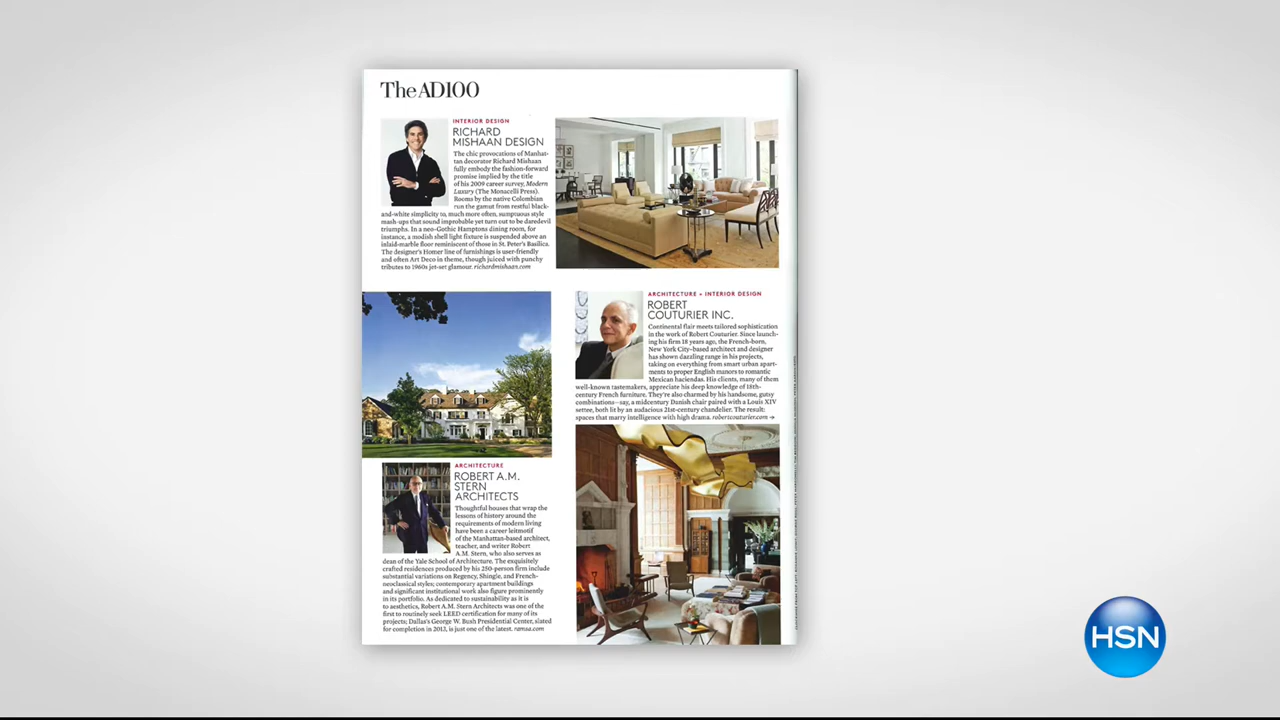 The AD100
INTERIOR DESIGN
RICHARD
MISHAAN DESIGN
The chic provocations of Manhat-
tan decorator Richard Mishaan
fully embody the fashion-forward
promise implied by the title
of his 2009 career survey, Modern
Luxury (The Monacelli Press).
Rooms by the native Colombian
run the gamut from restful black-
and-white simplicity to, much more often, sumptuous style
mash-ups that sound improbable yet turn out to be daredevil
triumphs. In a neo-Gothic Hamptons dining room, for
instance, a modish shell light fixture is suspended above an
inlaid-marble floor reminiscent of those in St. Peter's Basilica.
The designer's Homer line of furnishings is user-friendly
and often Art Deco in theme, though juiced with punchy
tributes to 1960s jet-set glamour. richardmishaan.com
ARCHITECTURE + INTERIOR DESIGN
ROBERT
COUTURIER INC.
Continental flair meets tailored sophistication
in the work of Robert Couturier. Since launch-
ing his firm 18 years ago, the French-born,
New York City-based architect and designer
has shown dazzling range in his projects,
taking on everything from smart urban apart-
ments to proper English manors to romantic
Mexican haciendas. His clients, many of them
well-known tastemakers, appreciate his deep knowledge of 18th-
century French furniture. They're also charmed by his handsome, gutsy
combinations—say, a midcentury Danish chair paired with a Louis XIV
settee, both lit by an audacious 21st-century chandelier. The result:
spaces that marry intelligence with high drama. robertcouturier.com →
ARCHITECTURE
ROBERT A.M.
STERN
ARCHITECTS
Thoughtful houses that wrap the
lessons of history around the
requirements of modern living
have been a career leitmotif
of the Manhattan-based architect,
teacher, and writer Robert
A.M. Stern, who also serves as
dean of the Yale School of Architecture. The exquisitely
crafted residences produced by his 250-person firm include
substantial variations on Regency, Shingle, and French-
neoclassical styles; contemporary apartment buildings
and significant institutional work also figure prominently
in its portfolio. As dedicated to sustainability as it is
to aesthetics, Robert A.M. Stern Architects was one of the
first to routinely seek LEED certification for many of its
projects; Dallas's George W. Bush Presidential Center, slated
for completion in 2013, is just one of the latest. ramsa.com
HSN